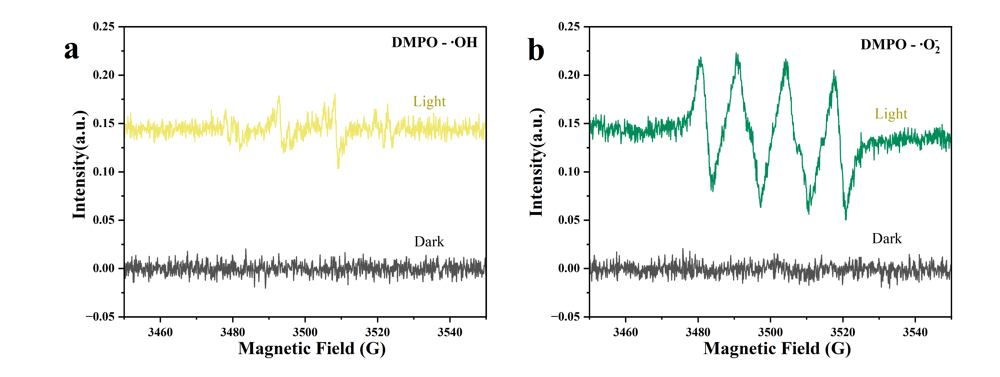 a
DMPO - ·OH
0.25
0.20
0.15
0.10
0.05
0.00
−0.05
Intensity(a.u.)
Light
Dark
3460 3480 3500 3520 3540
Magnetic Field (G)
b
DMPO - ·O₂⁻
0.25
0.20
0.15
0.10
0.05
0.00
−0.05
Intensity(a.u.)
Light
Dark
3460 3480 3500 3520 3540
Magnetic Field (G)